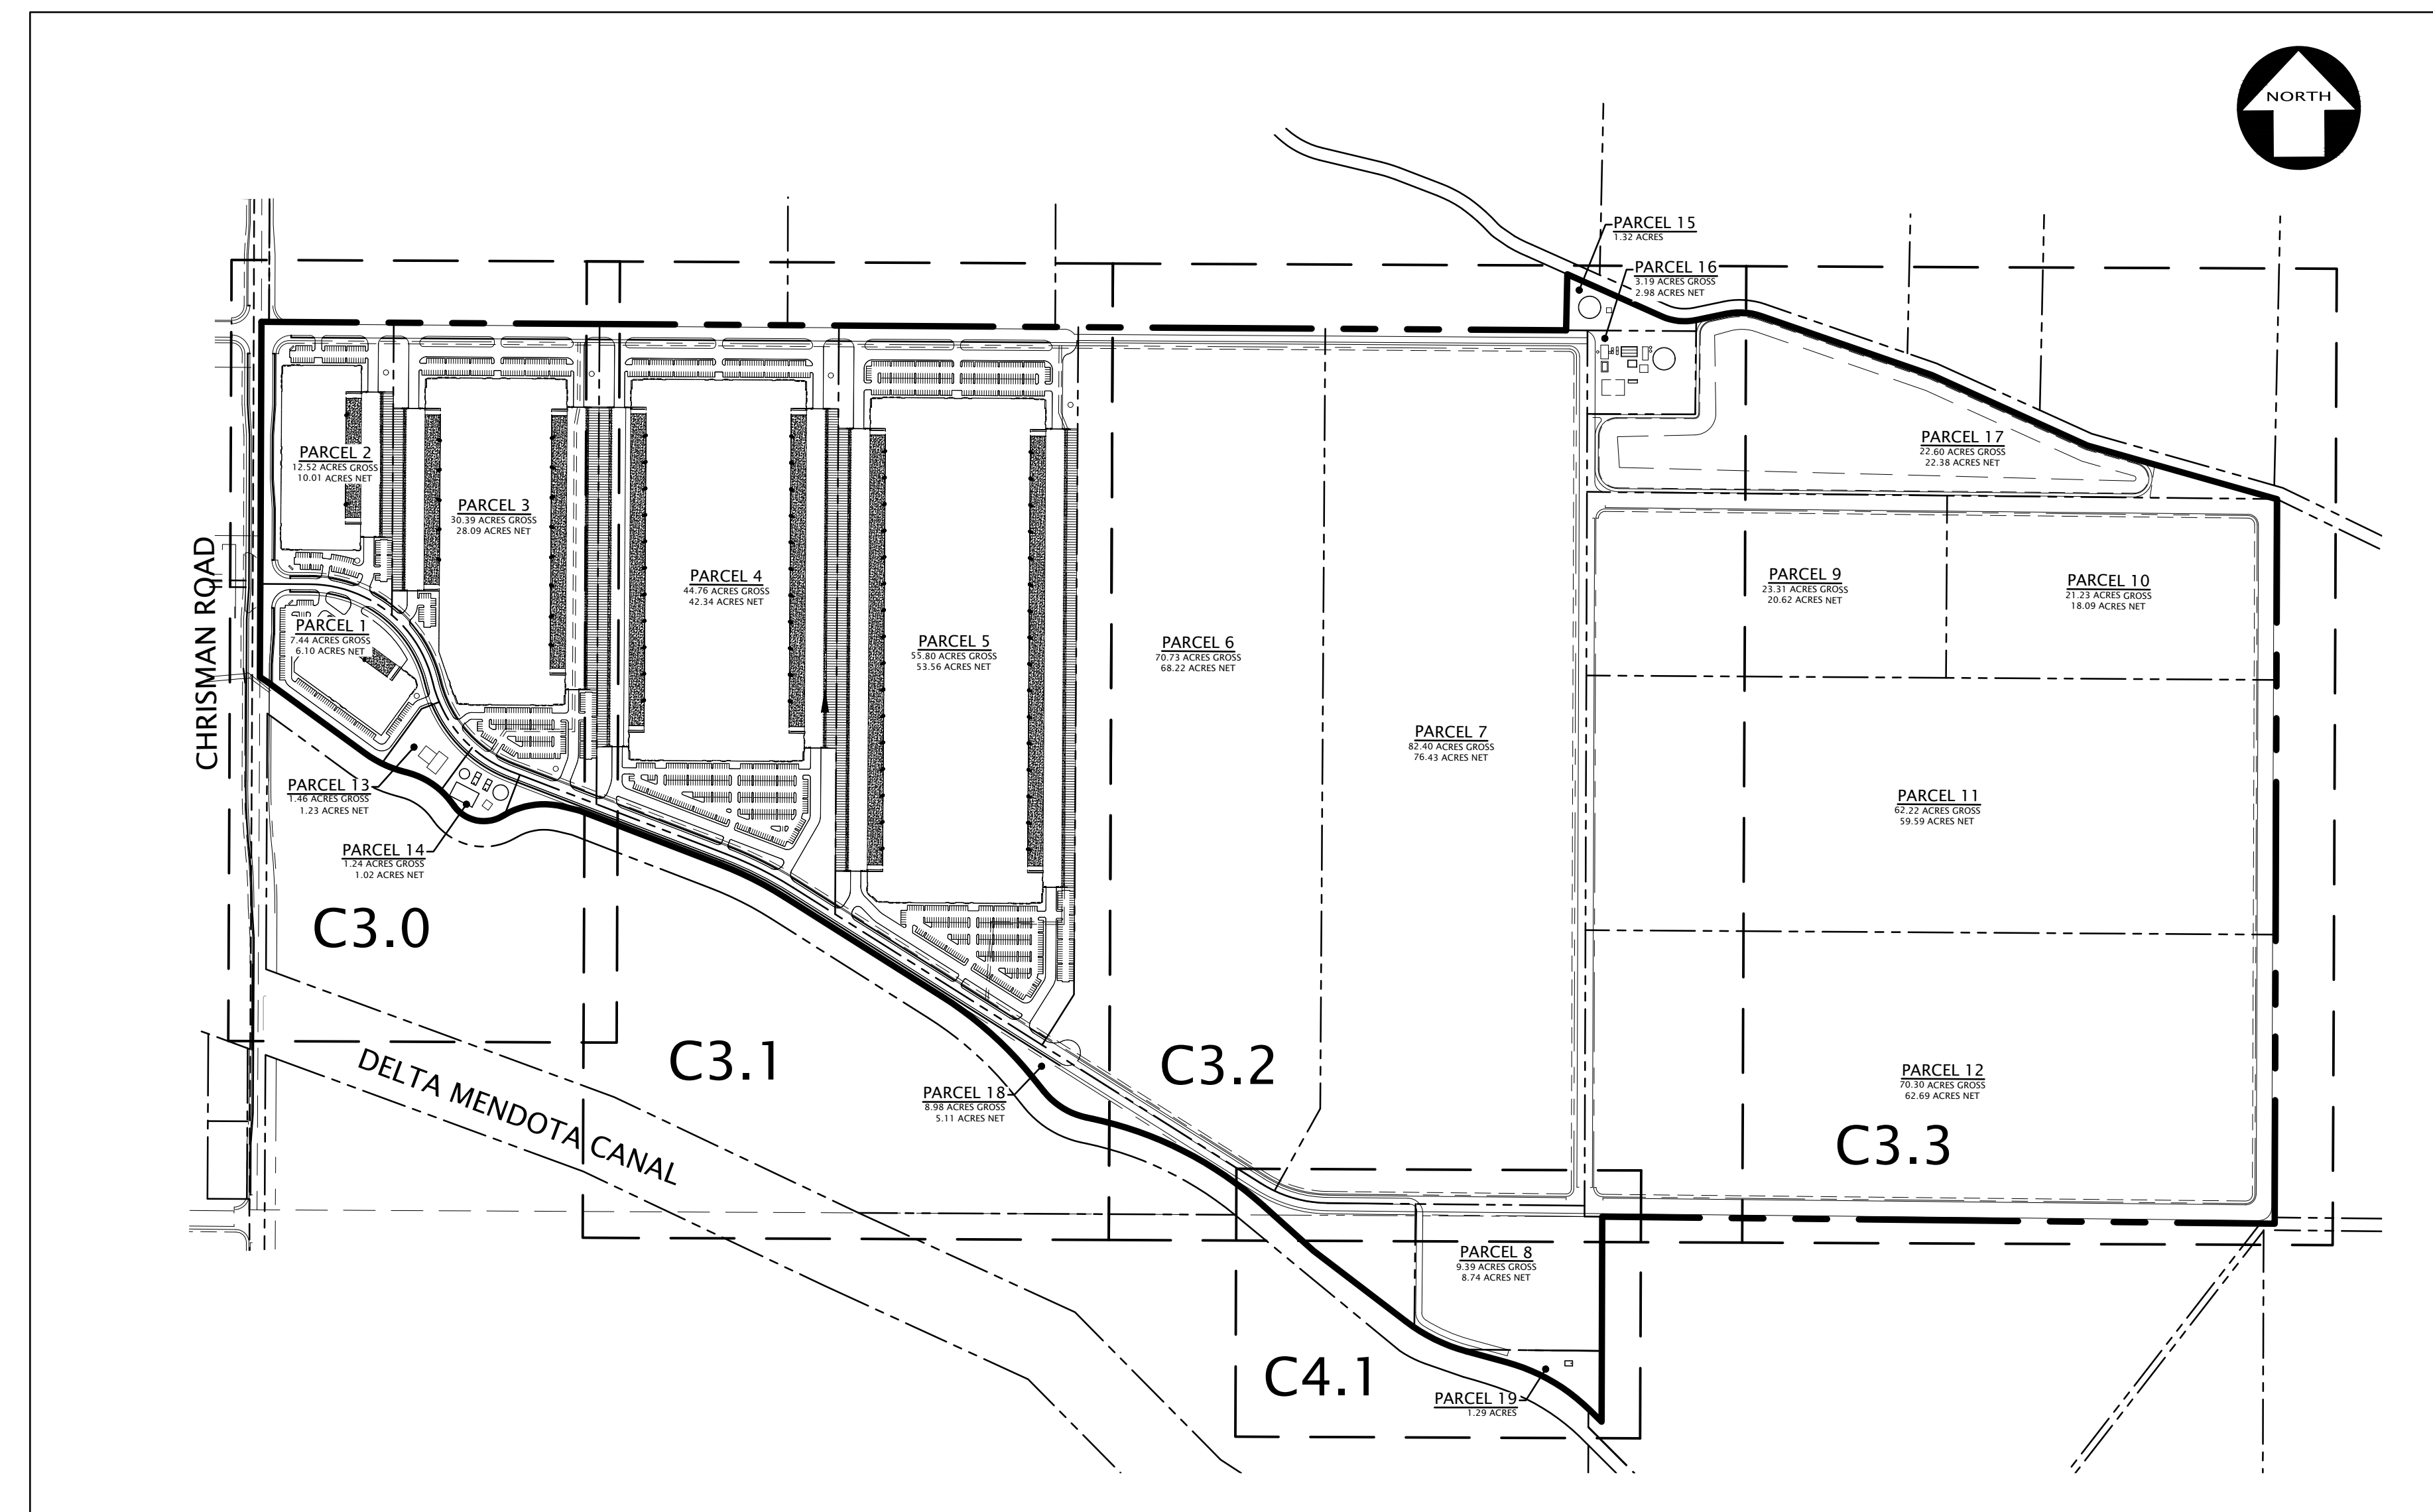 NORTH
PARCEL 15
1.32 ACRES
PARCEL 16
3.19 ACRES GROSS
2.98 ACRES NET
PARCEL 17
22.60 ACRES GROSS
22.38 ACRES NET
PARCEL 2
12.52 ACRES GROSS
10.01 ACRES NET
PARCEL 3
30.39 ACRES GROSS
28.09 ACRES NET
PARCEL 4
44.76 ACRES GROSS
42.34 ACRES NET
PARCEL 9
23.31 ACRES GROSS
20.62 ACRES NET
PARCEL 10
21.23 ACRES GROSS
18.09 ACRES NET
PARCEL 1
7.44 ACRES GROSS
6.10 ACRES NET
PARCEL 5
55.80 ACRES GROSS
53.56 ACRES NET
PARCEL 6
70.73 ACRES GROSS
68.22 ACRES NET
CHRISMAN ROAD
PARCEL 7
82.40 ACRES GROSS
76.43 ACRES NET
PARCEL 13
1.46 ACRES GROSS
1.23 ACRES NET
PARCEL 11
62.22 ACRES GROSS
59.59 ACRES NET
PARCEL 14
1.24 ACRES GROSS
1.02 ACRES NET
C3.0
C3.1
C3.2
DELTA MENDOTA CANAL
PARCEL 18
8.98 ACRES GROSS
5.11 ACRES NET
PARCEL 12
70.30 ACRES GROSS
62.69 ACRES NET
C3.3
PARCEL 8
9.39 ACRES GROSS
8.74 ACRES NET
C4.1
PARCEL 19
1.29 ACRES